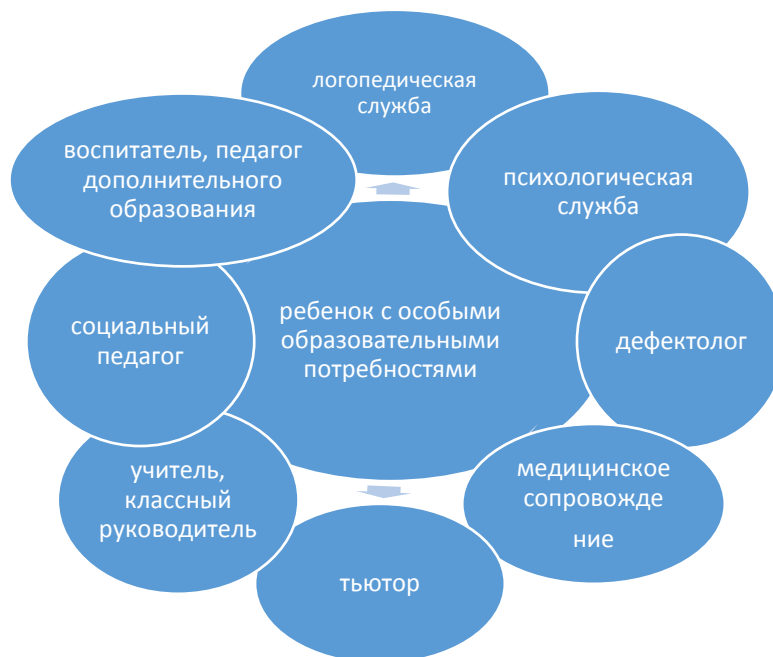 логопедическая
служба
воспитатель, педагог
дополнительного
образования
психологическая
служба
ребенок с особыми
образовательными
потребностями
социальный
педагог
дефектолог
учитель,
классный
руководитель
медицинское
сопровожде
ние
тьютор